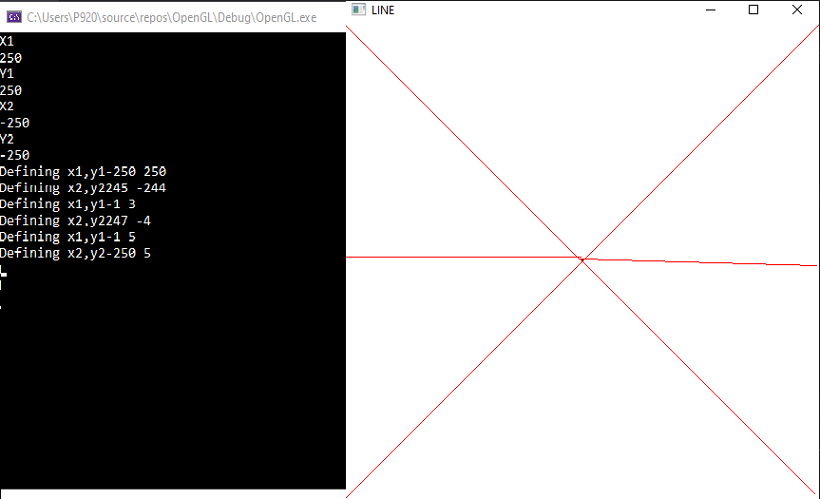 C:\Users\P920\source\repos\OpenGL\Debug\OpenGL.exe
X1
250
Y1
250
X2
-250
Y2
-250
Defining x1,y1-250 250
Defining x2,y2245 -244
Defining x1,y1-1 3
Defining x2,y2247 -4
Defining x1,y1-1 5
Defining x2,y2-250 5
LINE